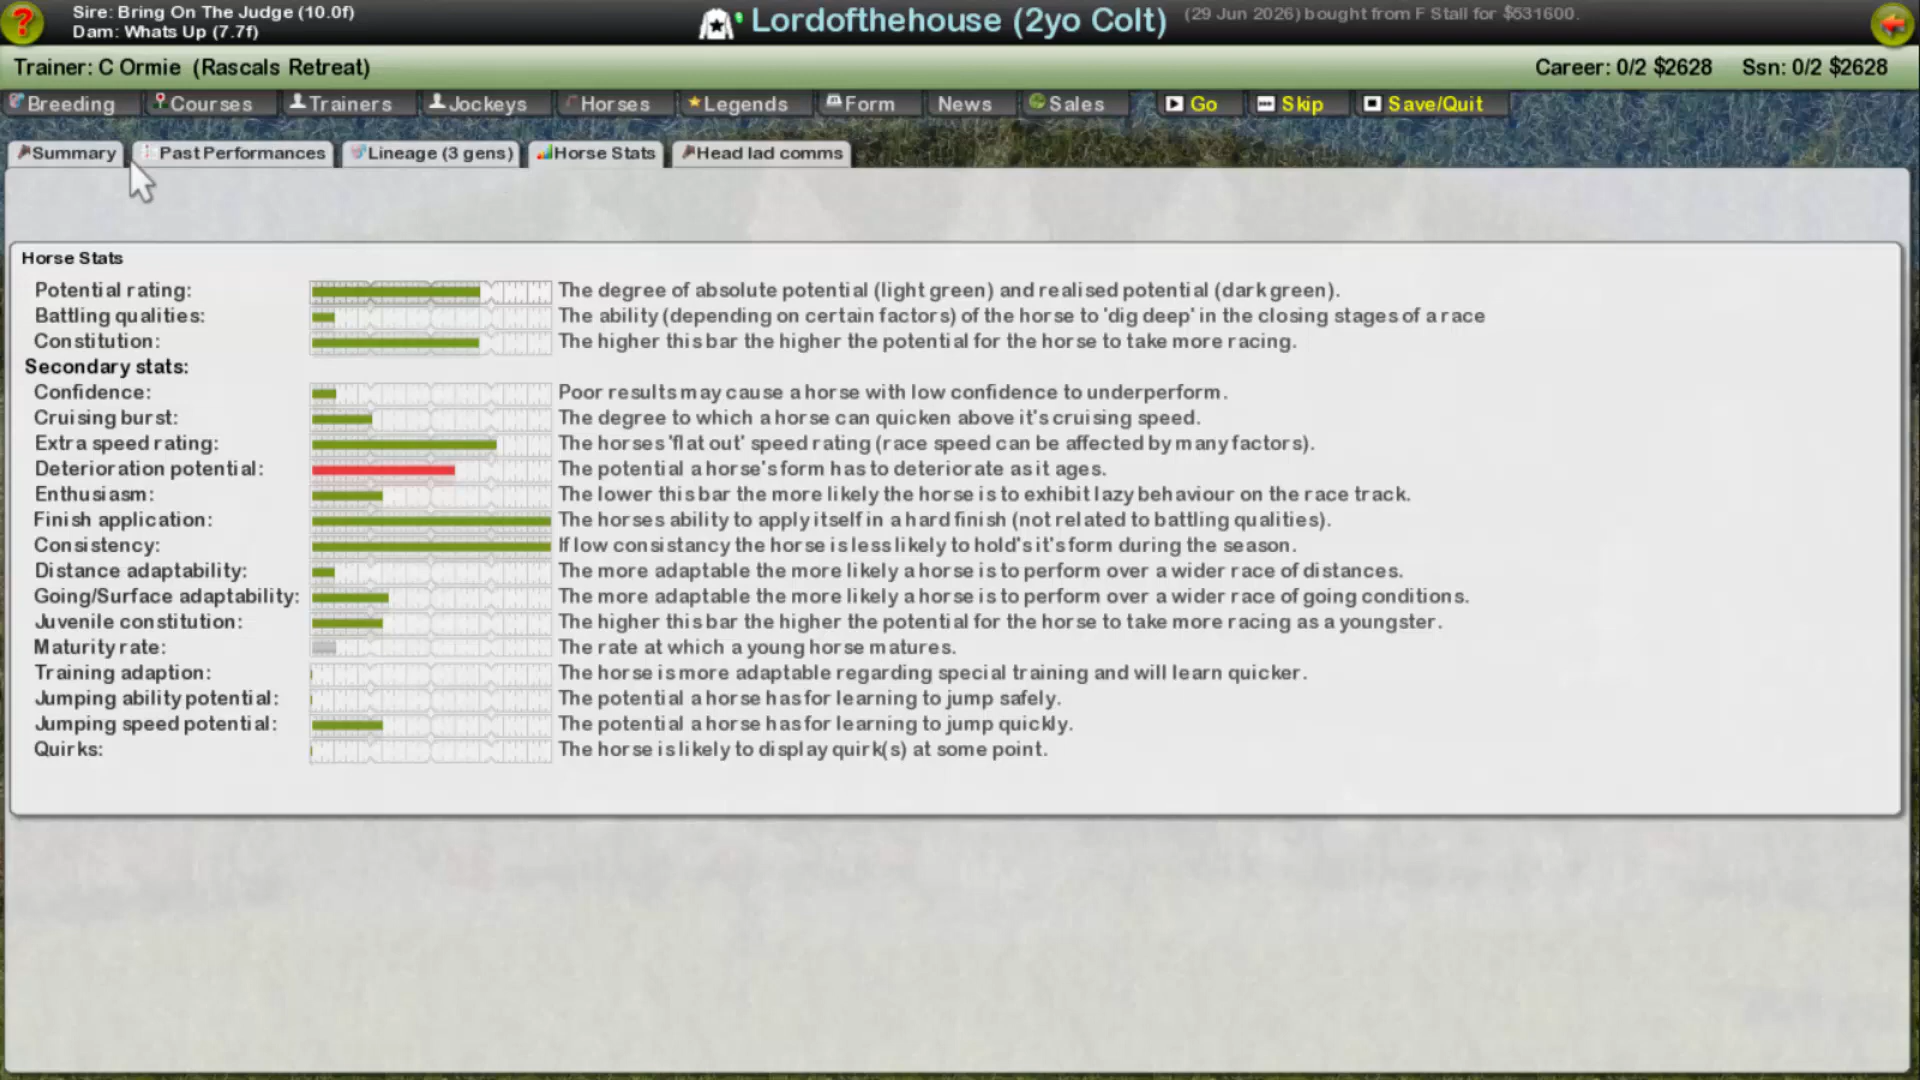 Sire: Bring On The Judge (10.0f)
Dam: Whats Up (7.7f)
Lordofthehouse (2yo Colt)
(29 Jun 2026) bought from F Stall for $531600.
Trainer: C Ormie (Rascals Retreat)
Career: 0/2 $2628 Ssn: 0/2 $2628
Breeding Courses Trainers Jockeys Horses Legends Form News Sales Go Skip Save/Quit
Summary Past Performances Lineage (3 gens) Horse Stats Head lad comms
Horse Stats
Potential rating: The degree of absolute potential (light green) and realised potential (dark green).
Battling qualities: The ability (depending on certain factors) of the horse to 'dig deep' in the closing stages of a race
Constitution: The higher this bar the higher the potential for the horse to take more racing.
Secondary stats:
Confidence: Poor results may cause a horse with low confidence to underperform.
Cruising burst: The degree to which a horse can quicken above it's cruising speed.
Extra speed rating: The horses 'flat out' speed rating (race speed can be affected by many factors).
Deterioration potential: The potential a horse's form has to deteriorate as it ages.
Enthusiasm: The lower this bar the more likely the horse is to exhibit lazy behaviour on the race track.
Finish application: The horses ability to apply itself in a hard finish (not related to battling qualities).
Consistency: If low consistancy the horse is less likely to hold's it's form during the season.
Distance adaptability: The more adaptable the more likely a horse is to perform over a wider race of distances.
Going/Surface adaptability: The more adaptable the more likely a horse is to perform over a wider race of going conditions.
Juvenile constitution: The higher this bar the higher the potential for the horse to take more racing as a youngster.
Maturity rate: The rate at which a young horse matures.
Training adaption: The horse is more adaptable regarding special training and will learn quicker.
Jumping ability potential: The potential a horse has for learning to jump safely.
Jumping speed potential: The potential a horse has for learning to jump quickly.
Quirks: The horse is likely to display quirk(s) at some point.